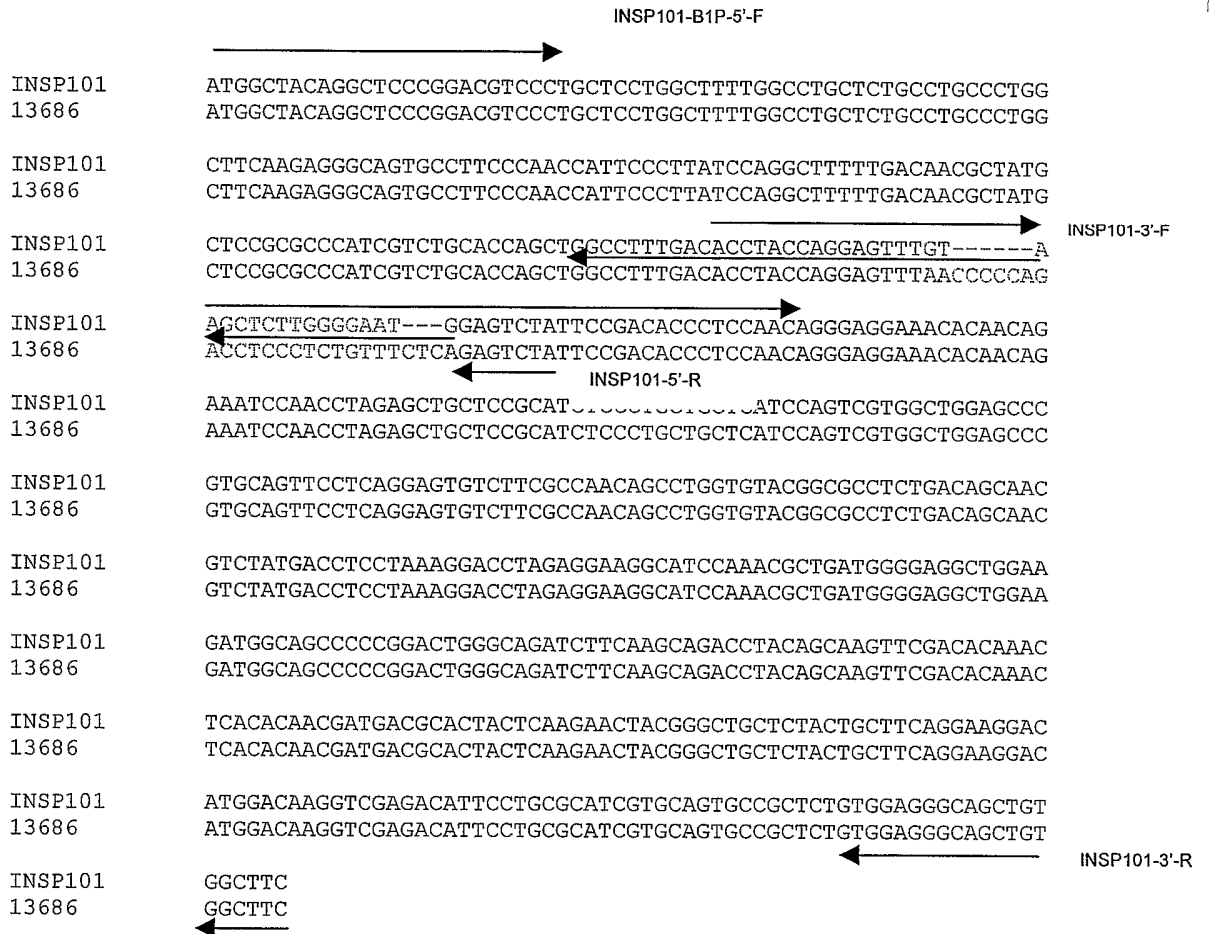 INSP101-B1P-5'-F
INSP101 ATGGCTACAGGCTCCCGGACGTCCCTGCTCCTGGCTTTTGGCCTGCTCTGCCTGCCCTGG
13686 ATGGCTACAGGCTCCCGGACGTCCCTGCTCCTGGCTTTTGGCCTGCTCTGCCTGCCCTGG
INSP101 CTTCAAGAGGGCAGTGCCTTCCCAACCATTCCCTTATCCAGGCTTTTTGACAACGCTATG
13686 CTTCAAGAGGGCAGTGCCTTCCCAACCATTCCCTTATCCAGGCTTTTTGACAACGCTATG
INSP101 CTCCGCGCCCATCGTCTGCACCAGCTGGCCTTTGACACCTACCAGGAGTTTGT------A
INSP101-3'-F
13686 CTCCGCGCCCATCGTCTGCACCAGCTGGCCTTTGACACCTACCAGGAGTTTAACCCCCAG
INSP101 AGCTCTTGGGGAAT---GGAGTCTATTCCGACACCCTCCAACAGGGAGGAAACACAACAG
13686 ACCTCCCTCTGTTTCTCAGAGTCTATTCCGACACCCTCCAACAGGGAGGAAACACAACAG
INSP101-5'-R
INSP101 AAATCCAACCTAGAGCTGCTCCGCAT ATCCAGTCGTGGCTGGAGCCC
13686 AAATCCAACCTAGAGCTGCTCCGCATCTCCCTGCTGCTCATCCAGTCGTGGCTGGAGCCC
INSP101 GTGCAGTTCCTCAGGAGTGTCTTCGCCAACAGCCTGGTGTACGGCGCCTCTGACAGCAAC
13686 GTGCAGTTCCTCAGGAGTGTCTTCGCCAACAGCCTGGTGTACGGCGCCTCTGACAGCAAC
INSP101 GTCTATGACCTCCTAAAGGACCTAGAGGAAGGCATCCAAACGCTGATGGGGAGGCTGGAA
13686 GTCTATGACCTCCTAAAGGACCTAGAGGAAGGCATCCAAACGCTGATGGGGAGGCTGGAA
INSP101 GATGGCAGCCCCCGGACTGGGCAGATCTTCAAGCAGACCTACAGCAAGTTCGACACAAAC
13686 GATGGCAGCCCCCGGACTGGGCAGATCTTCAAGCAGACCTACAGCAAGTTCGACACAAAC
INSP101 TCACACAACGATGACGCACTACTCAAGAACTACGGGCTGCTCTACTGCTTCAGGAAGGAC
13686 TCACACAACGATGACGCACTACTCAAGAACTACGGGCTGCTCTACTGCTTCAGGAAGGAC
INSP101 ATGGACAAGGTCGAGACATTCCTGCGCATCGTGCAGTGCCGCTCTGTGGAGGGCAGCTGT
13686 ATGGACAAGGTCGAGACATTCCTGCGCATCGTGCAGTGCCGCTCTGTGGAGGGCAGCTGT
INSP101-3'-R
INSP101 GGCTTC
13686 GGCTTC